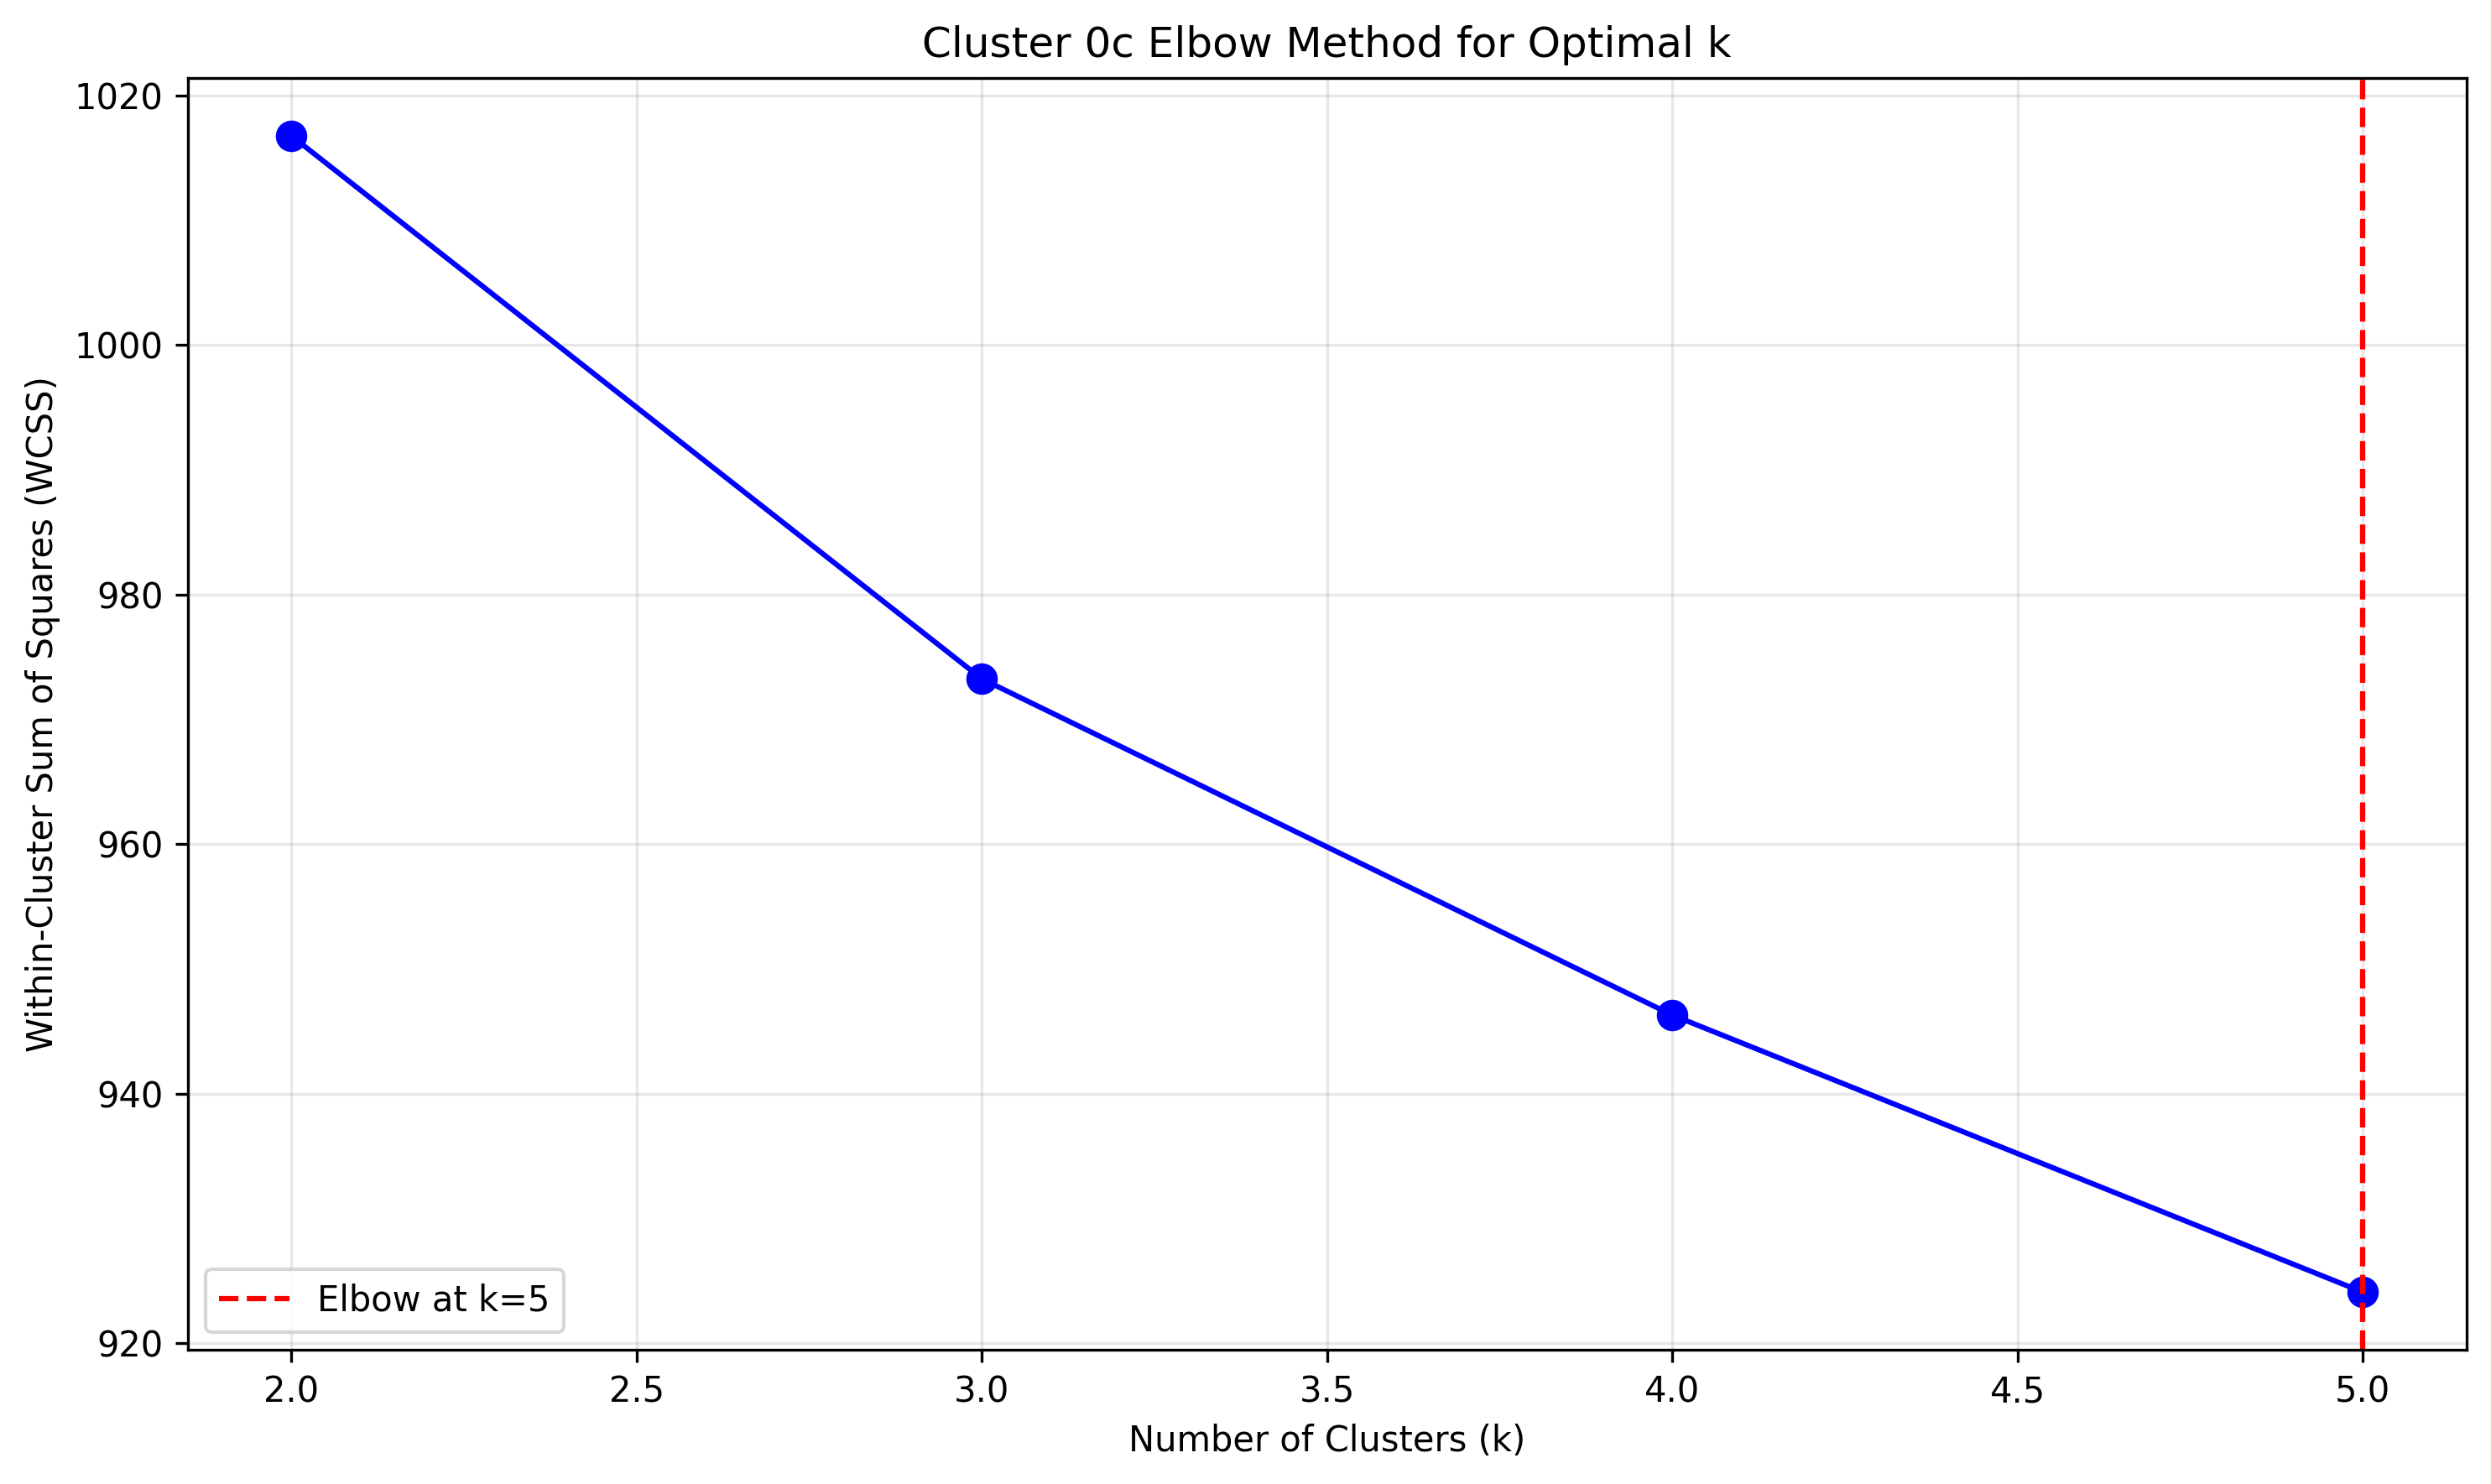 Cluster 0c Elbow Method for Optimal k
Within-Cluster Sum of Squares (WCSS)
1020
1000
980
960
940
920
Elbow at k=5
2.0 2.5 3.0 3.5 4.0 4.5 5.0
Number of Clusters (k)